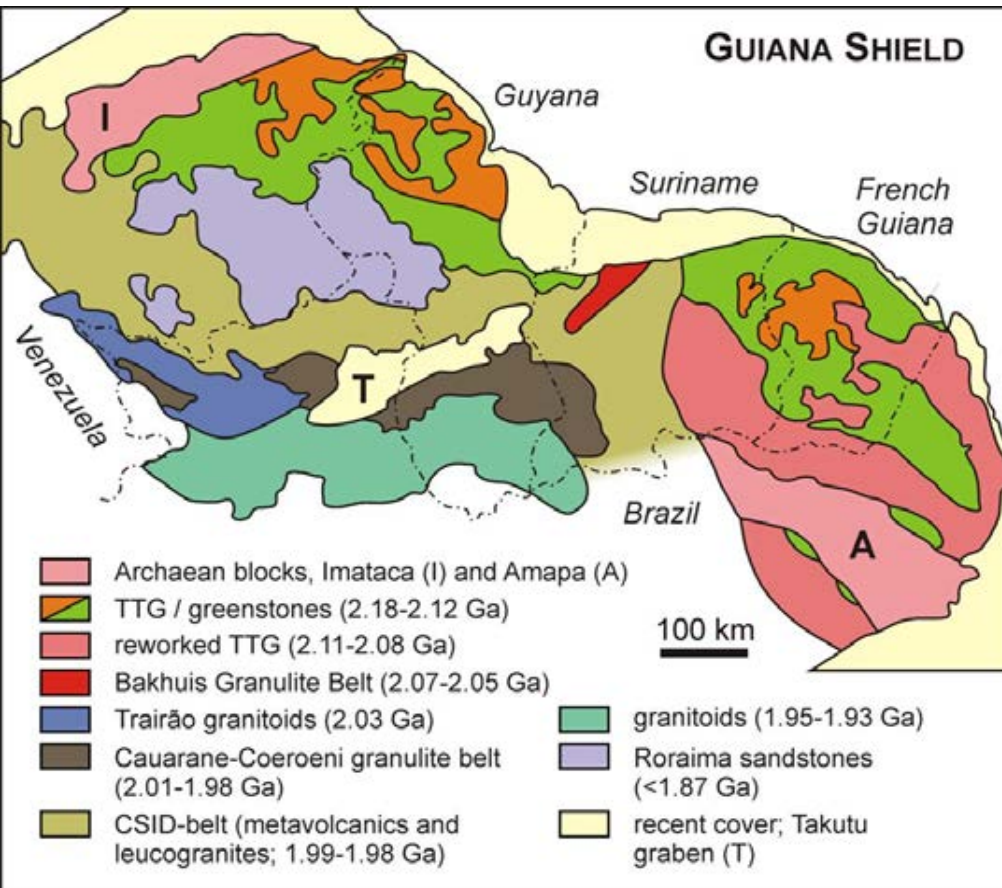 GUIANA SHIELD
Guyana
Suriname
French
Guiana
I
Venezuela
T
Brazil
A
100 km
Archaean blocks, Imataca (I) and Amapa (A)
TTG / greenstones (2.18-2.12 Ga)
reworked TTG (2.11-2.08 Ga)
Bakhuis Granulite Belt (2.07-2.05 Ga)
Trairão granitoids (2.03 Ga)
Cauarane-Coeroeni granulite belt
(2.01-1.98 Ga)
CSID-belt (metavolcanics and
leucogranites; 1.99-1.98 Ga)
granitoids (1.95-1.93 Ga)
Roraima sandstones
(<1.87 Ga)
recent cover; Takutu
graben (T)